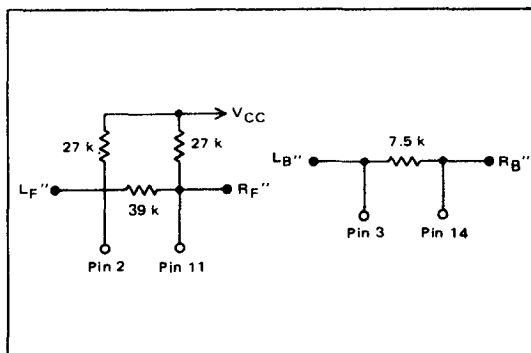 V_CC
27 k
27 k
L_F''
R_F''
39 k
Pin 2
Pin 11
7.5 k
L_B''
R_B''
Pin 3
Pin 14